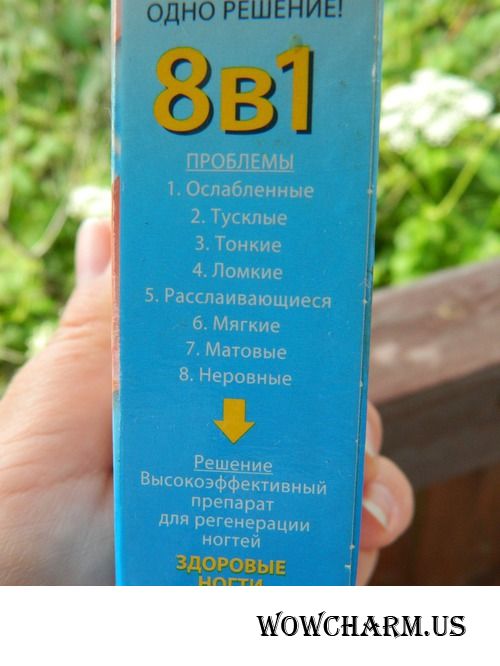 ОДНО РЕШЕНИЕ!
8в1
ПРОБЛЕМЫ
1. Ослабленные
2. Тусклые
3. Тонкие
4. Ломкие
5. Расслаивающиеся
6. Мягкие
7. Матовые
8. Неровные
Решение
Высокоэффективный
препарат
для регенерации
ногтей
ЗДОРОВЫЕ
НОГТИ
WOWCHARM.US